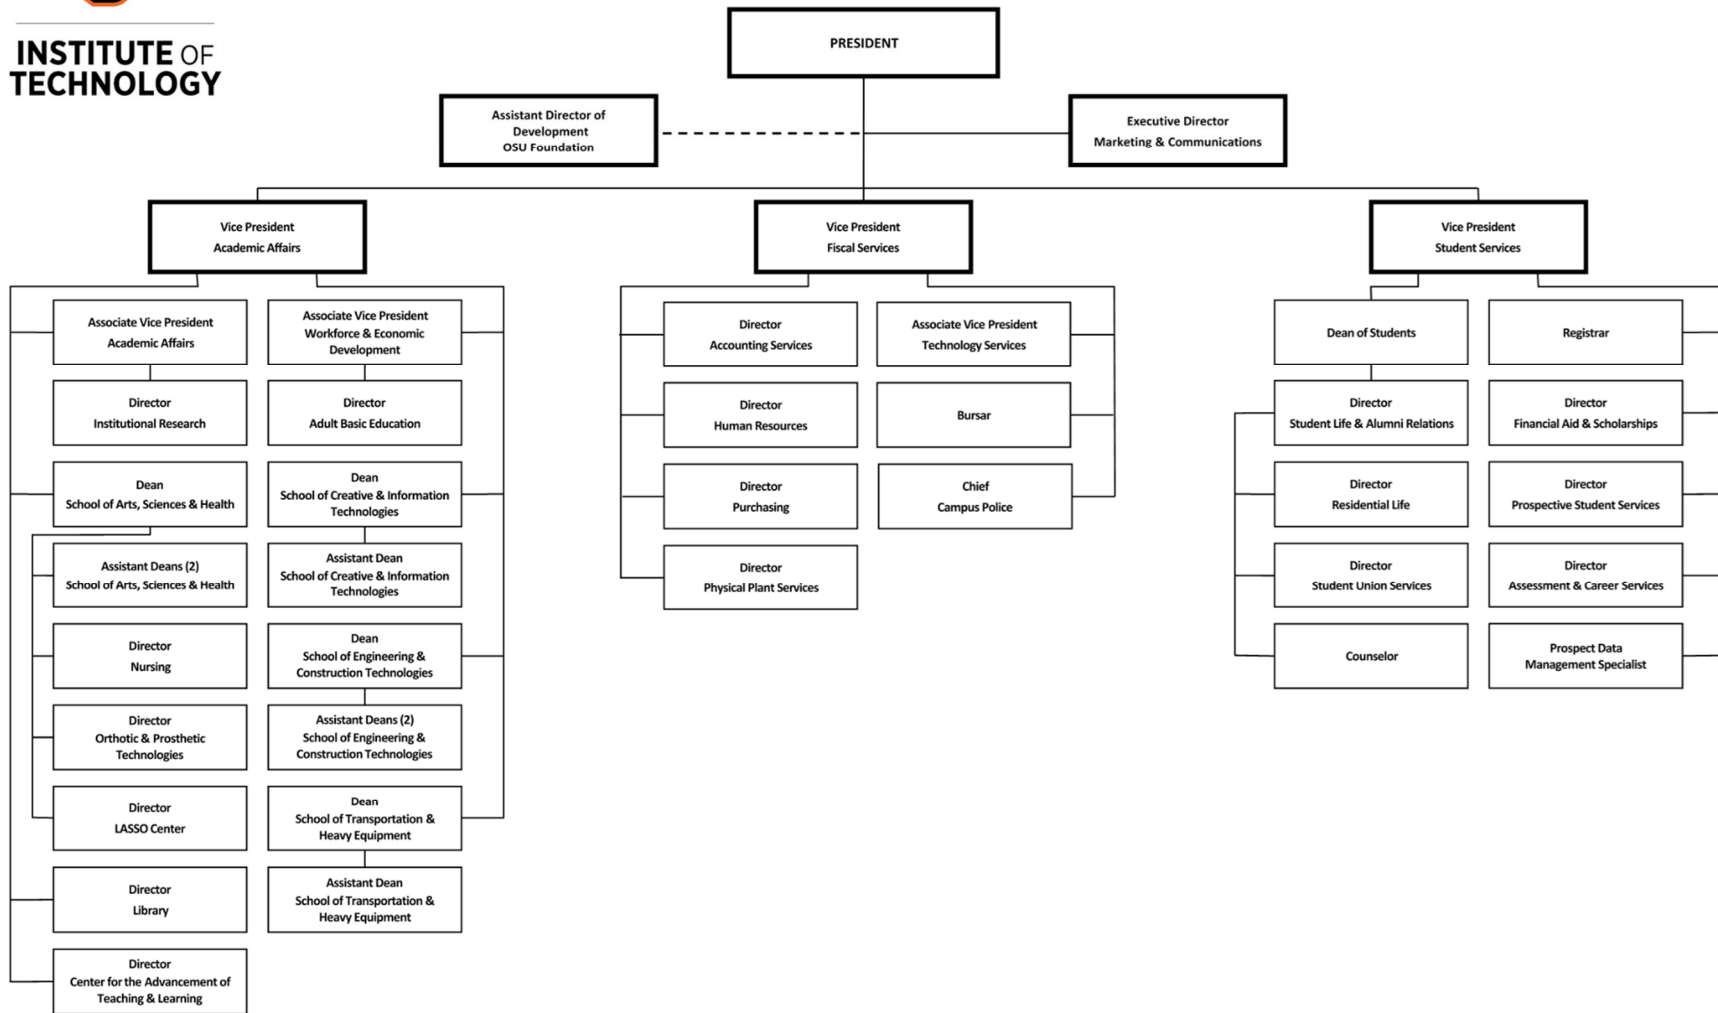 INSTITUTE OF
TECHNOLOGY
PRESIDENT
Assistant Director of
Development
OSU Foundation
Executive Director
Marketing & Communications
Vice President
Academic Affairs
Vice President
Fiscal Services
Vice President
Student Services
Associate Vice President
Academic Affairs
Director
Institutional Research
Dean
School of Arts, Sciences & Health
Assistant Deans (2)
School of Arts, Sciences & Health
Director
Nursing
Director
Orthotic & Prosthetic
Technologies
Director
LASSO Center
Director
Library
Director
Center for the Advancement of
Teaching & Learning
Associate Vice President
Workforce & Economic
Development
Director
Adult Basic Education
Dean
School of Creative & Information
Technologies
Assistant Dean
School of Creative & Information
Technologies
Dean
School of Engineering &
Construction Technologies
Assistant Deans (2)
School of Engineering &
Construction Technologies
Dean
School of Transportation &
Heavy Equipment
Assistant Dean
School of Transportation &
Heavy Equipment
Director
Accounting Services
Director
Human Resources
Director
Purchasing
Director
Physical Plant Services
Associate Vice President
Technology Services
Bursar
Chief
Campus Police
Dean of Students
Director
Student Life & Alumni Relations
Director
Residential Life
Director
Student Union Services
Counselor
Registrar
Director
Financial Aid & Scholarships
Director
Prospective Student Services
Director
Assessment & Career Services
Prospect Data
Management Specialist